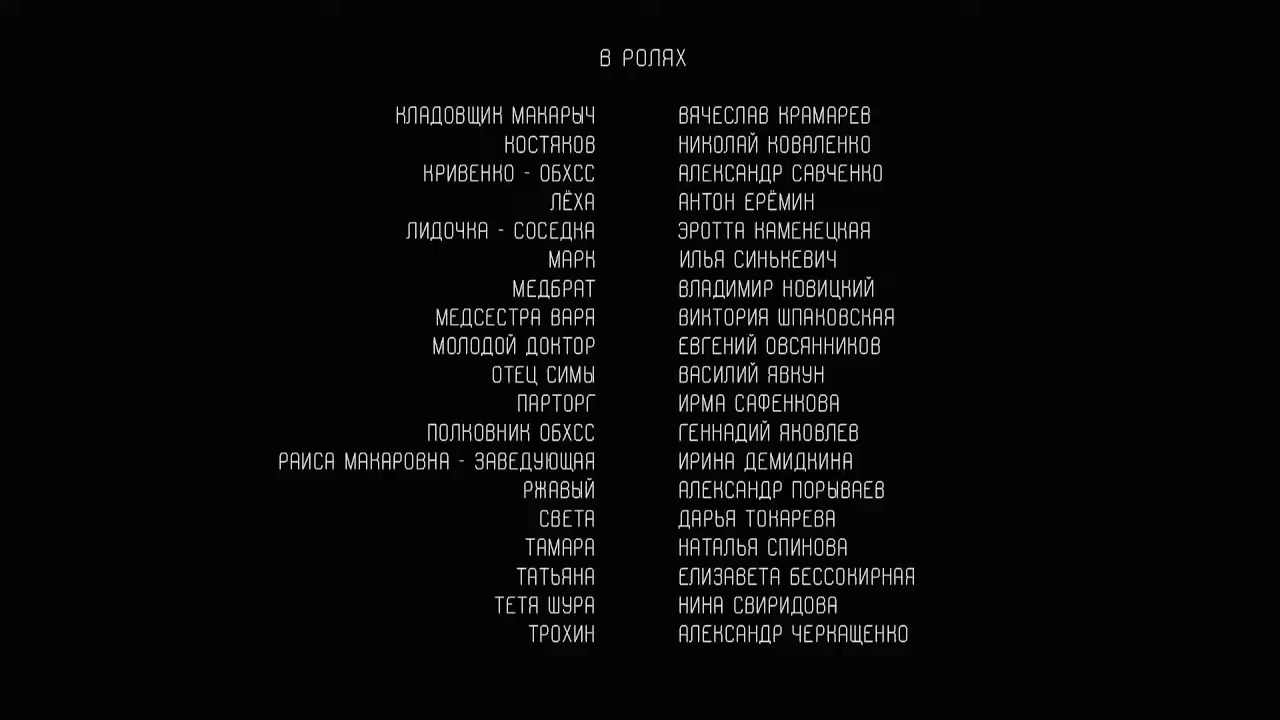 В РОЛЯХ
КЛАДОВЩИК МАКАРЫЧ ВЯЧЕСЛАВ КРАМАРЕВ
КОСТЯКОВ НИКОЛАЙ КОВАЛЕНКО
КРИВЕНКО - ОБХСС АЛЕКСАНДР САВЧЕНКО
ЛЁХА АНТОН ЕРЁМИН
ЛИДОЧКА - СОСЕДКА ЭРОТТА КАМЕНЕЦКАЯ
МАРК ИЛЬЯ СИНЬКЕВИЧ
МЕДБРАТ ВЛАДИМИР НОВИЦКИЙ
МЕДСЕСТРА ВАРЯ ВИКТОРИЯ ШПАКОВСКАЯ
МОЛОДОЙ ДОКТОР ЕВГЕНИЙ ОВСЯННИКОВ
ОТЕЦ СИМЫ ВАСИЛИЙ ЯВКУН
ПАРТОРГ ИРМА САФЕНКОВА
ПОЛКОВНИК ОБХСС ГЕННАДИЙ ЯКОВЛЕВ
РАИСА МАКАРОВНА - ЗАВЕДУЮЩАЯ ИРИНА ДЕМИДКИНА
РЖАВЫЙ АЛЕКСАНДР ПОРЫВАЕВ
СВЕТА ДАРЬЯ ТОКАРЕВА
ТАМАРА НАТАЛЬЯ СПИНОВА
ТАТЬЯНА ЕЛИЗАВЕТА БЕССОКИРНАЯ
ТЕТЯ ШУРА НИНА СВИРИДОВА
ТРОХИН АЛЕКСАНДР ЧЕРКАЩЕНКО